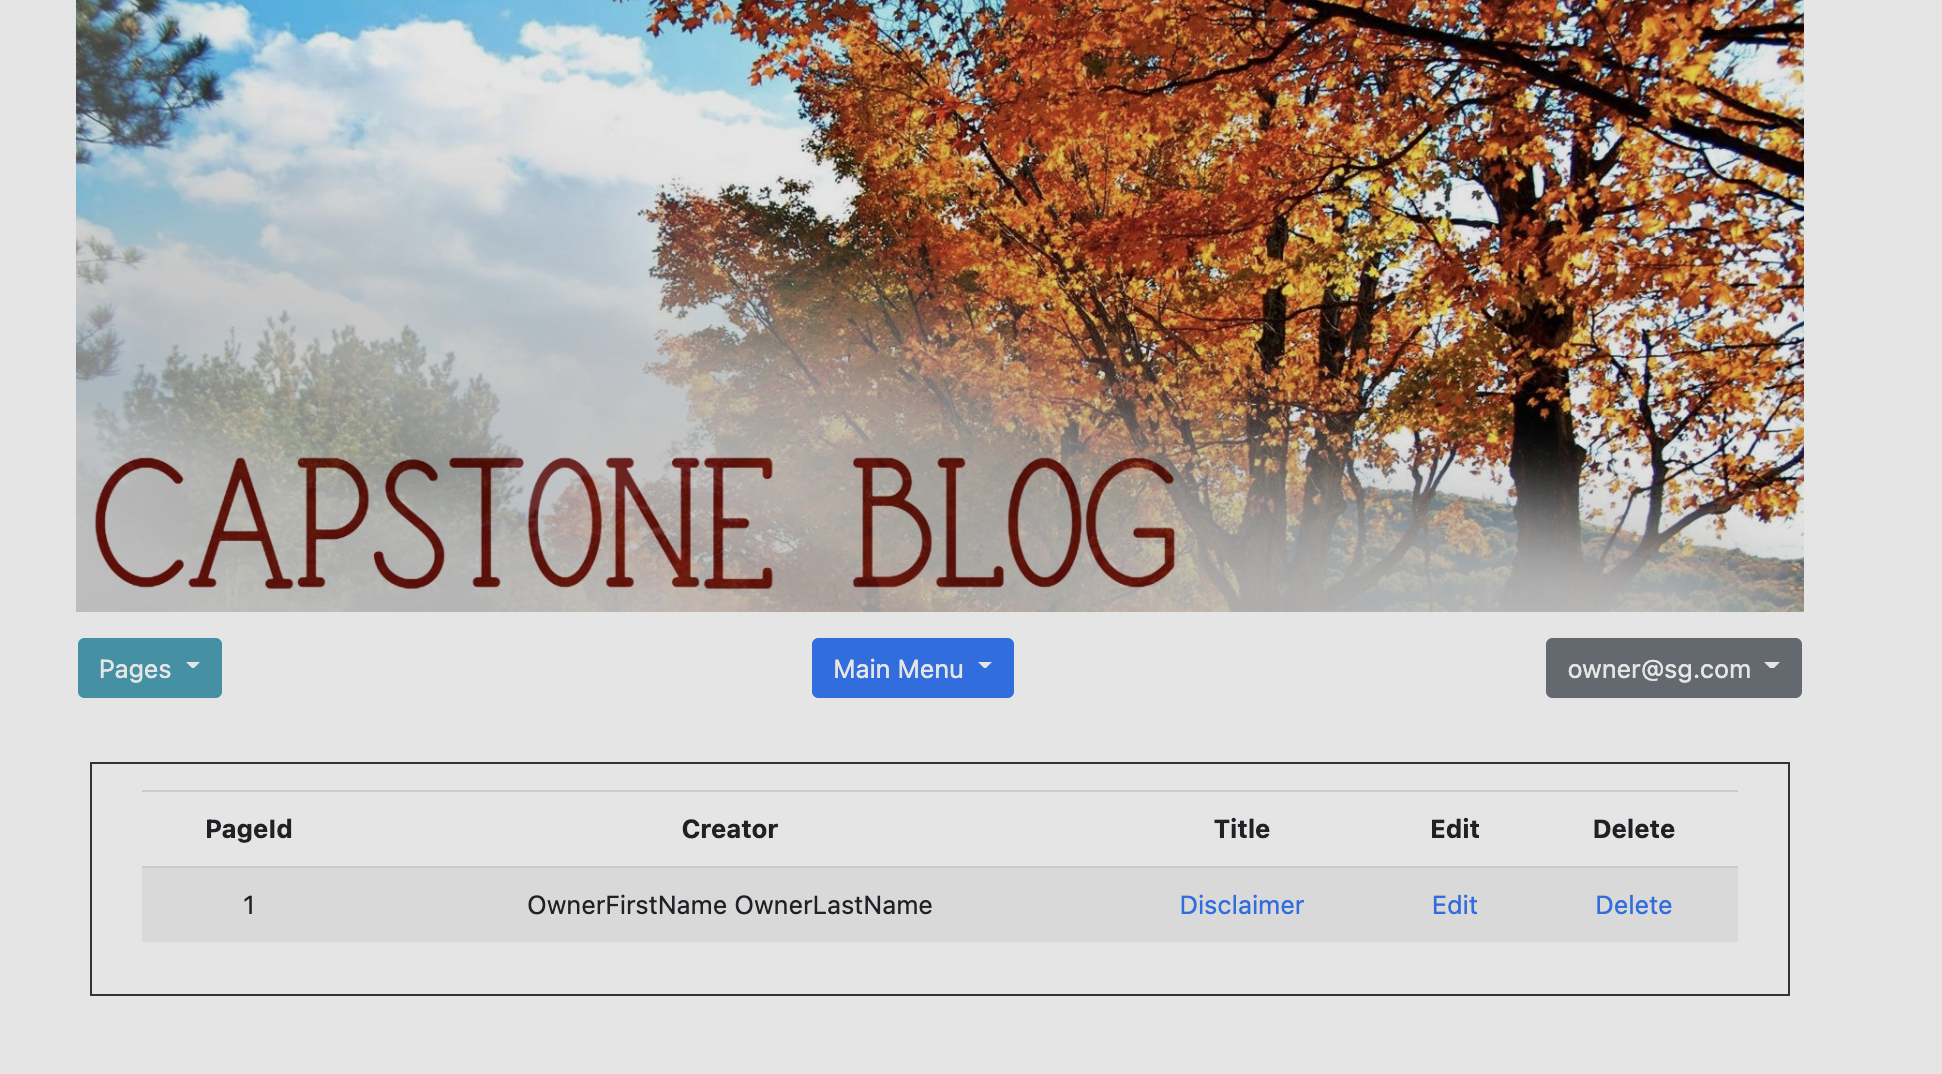 CAPSTONE BLOG
Pages Main Menu owner@sg.com
PageId Creator Title Edit Delete
1 OwnerFirstName OwnerLastName Disclaimer Edit Delete